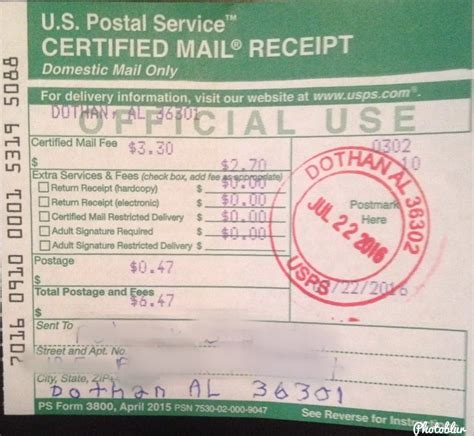 U.S. Postal Service™
CERTIFIED MAIL® RECEIPT
Domestic Mail Only
For delivery information, visit our website at www.usps.com®.
DOTHAN, AL 36301
OFFICIAL USE
Certified Mail Fee $3.30
0302
10
$2.70
Extra Services & Fees (check box, add fee as appropriate)
Return Receipt (hardcopy) $ $0.00
Return Receipt (electronic) $ $0.00
Certified Mail Restricted Delivery $ $0.00
Adult Signature Required $ $0.00
Adult Signature Restricted Delivery $
Postmark
Here
DOTHAN AL 36302
JUL 22 2016
USPS
Postage
$0.47
Total Postage and Fees
$6.47
/22/2016
Sent To
Street and Apt. No
City, State, ZIP
Dothan AL 36301
PS Form 3800, April 2015 PSN 7530-02-000-9047
See Reverse for Instru
7016 0910 0001 5319 5088
Photoblur